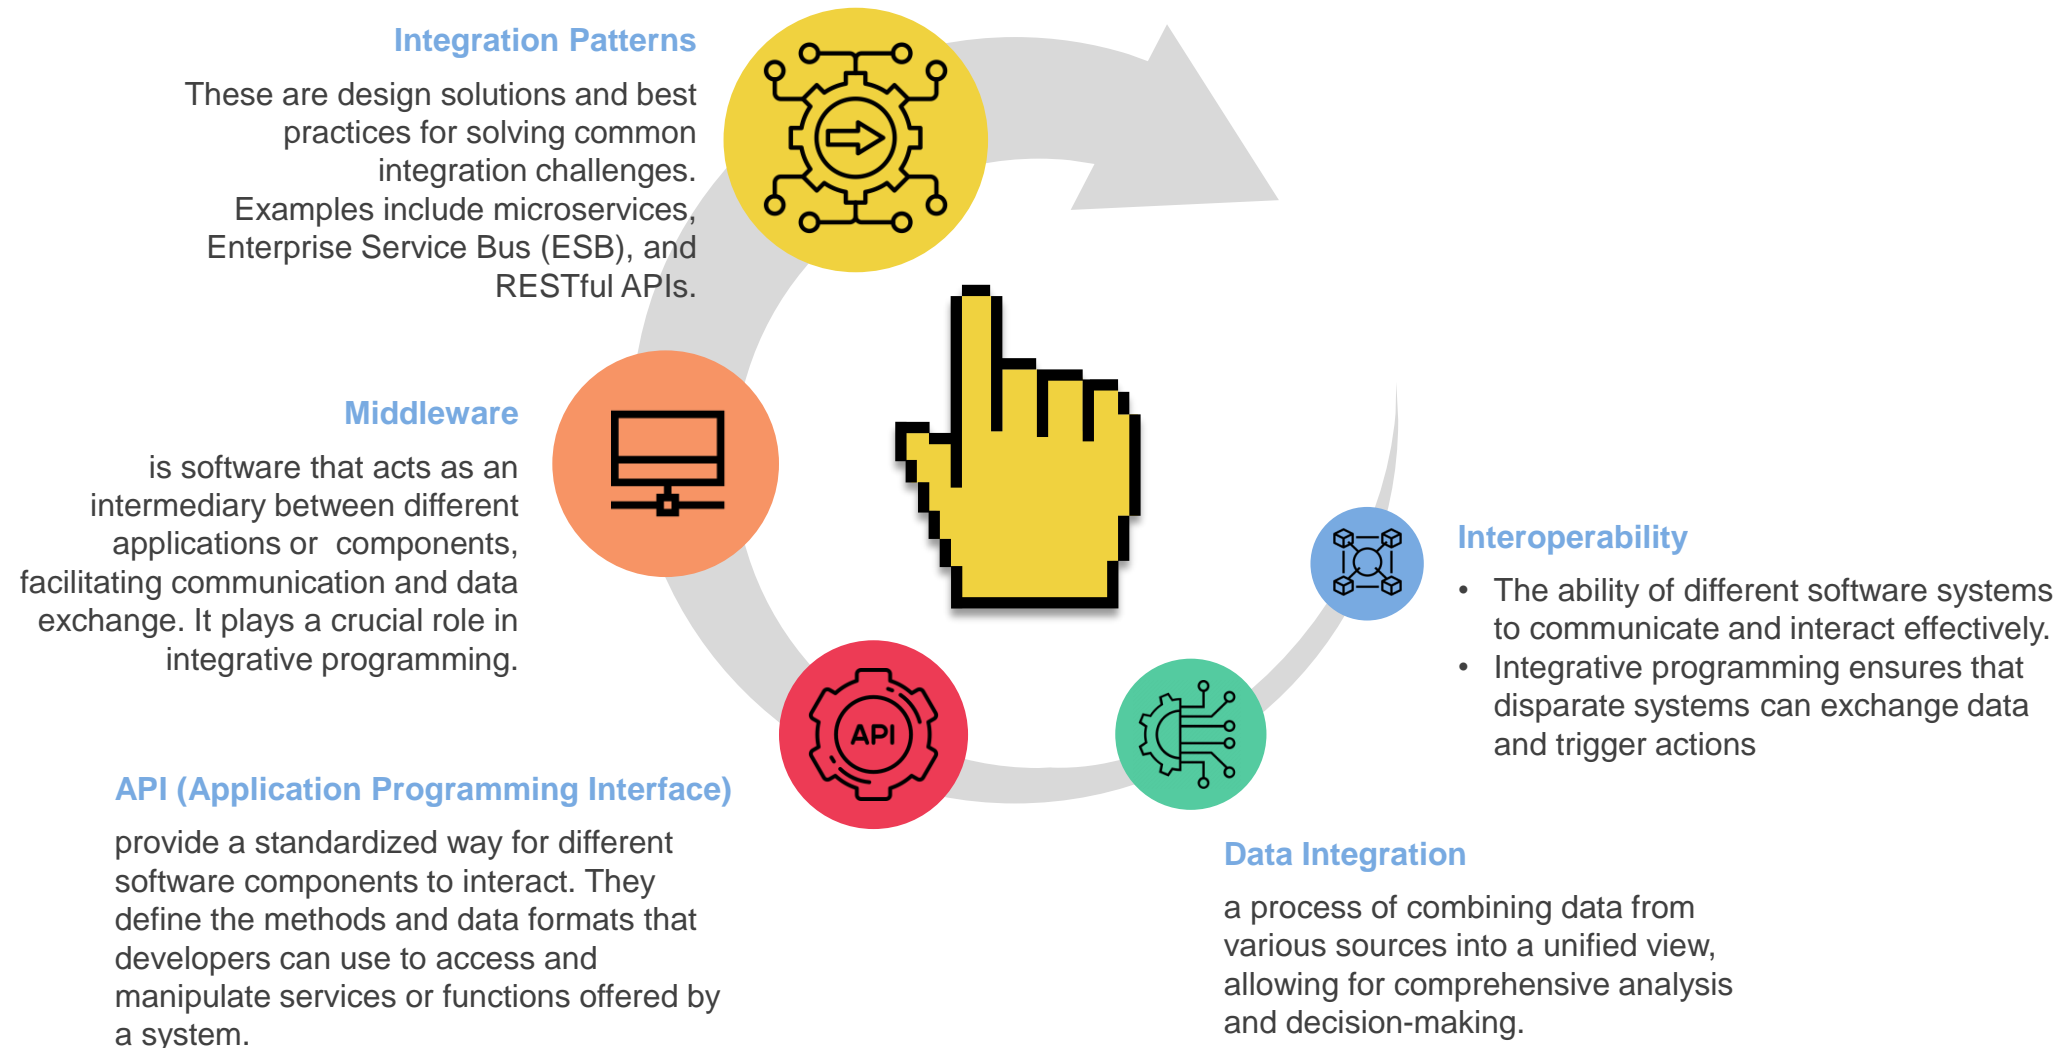 Integration Patterns
These are design solutions and best
practices for solving common
integration challenges.
Examples include microservices,
Enterprise Service Bus (ESB), and
RESTful APIs.
Middleware
is software that acts as an
intermediary between different
applications or  components,
facilitating communication and data
exchange. It plays a crucial role in
integrative programming.
API
API (Application Programming Interface)
provide a standardized way for different
software components to interact. They
define the methods and data formats that
developers can use to access and
manipulate services or functions offered by
a system.
Data Integration
a process of combining data from
various sources into a unified view,
allowing for comprehensive analysis
and decision-making.
Interoperability
• The ability of different software systems
to communicate and interact effectively.
• Integrative programming ensures that
disparate systems can exchange data
and trigger actions